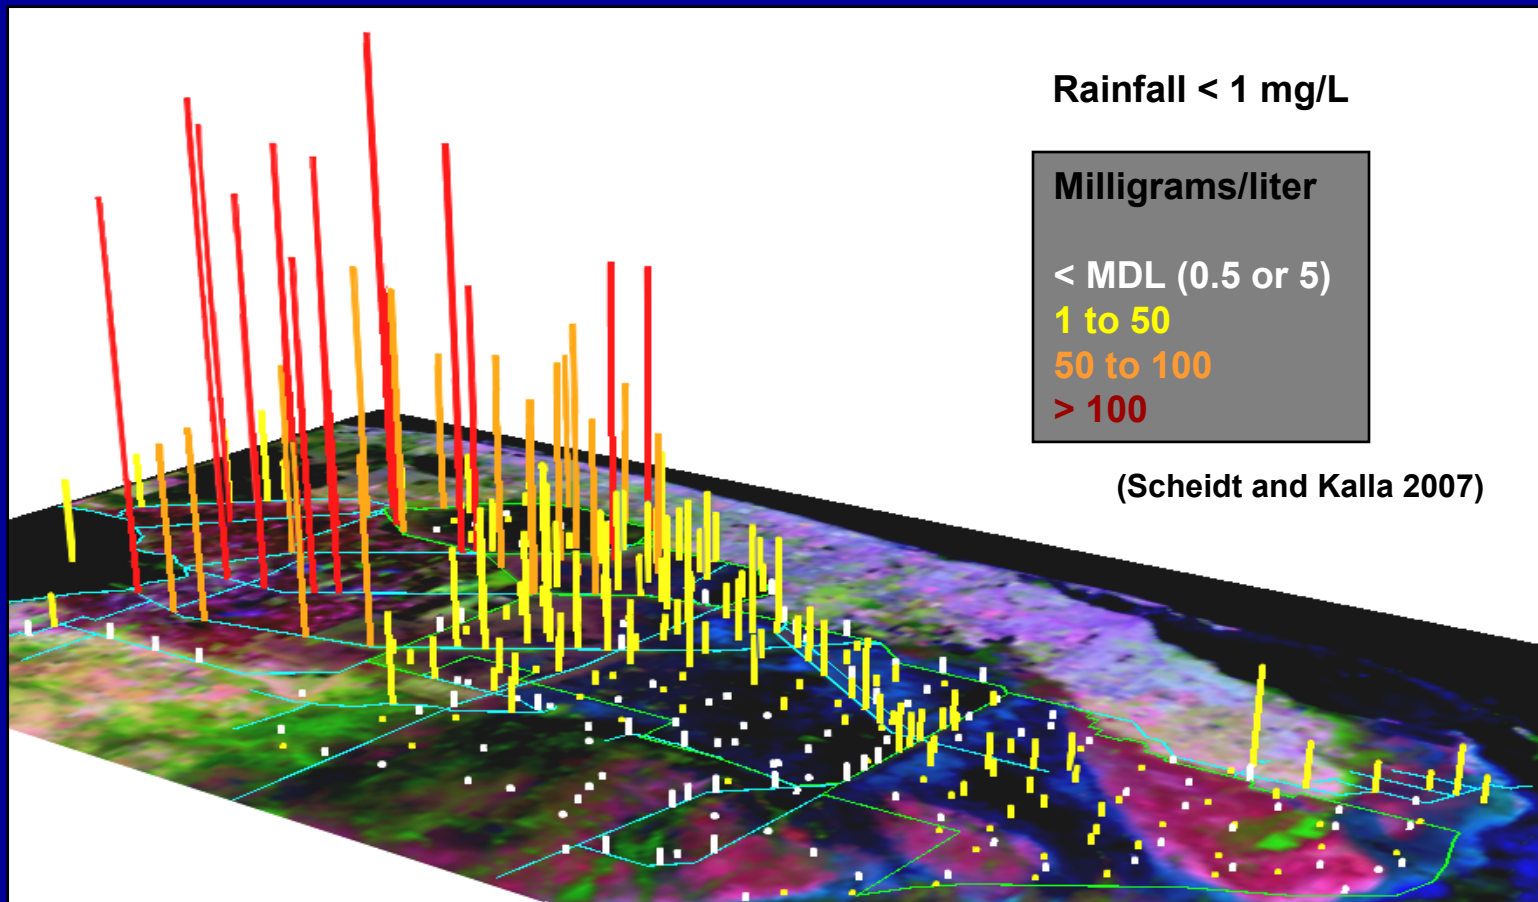 Rainfall < 1 mg/L
Milligrams/liter
< MDL (0.5 or 5)
1 to 50
50 to 100
> 100
(Scheidt and Kalla 2007)